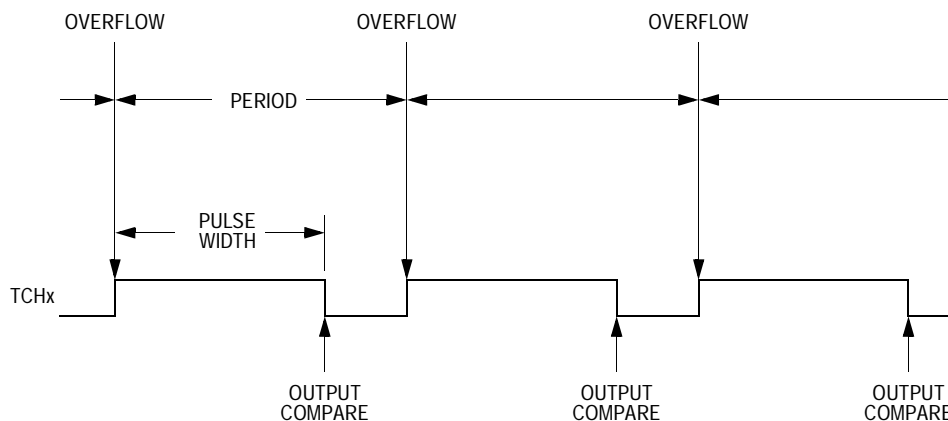 OVERFLOW OVERFLOW OVERFLOW
PERIOD
PULSE
WIDTH
TCHx
OUTPUT
COMPARE
OUTPUT
COMPARE
OUTPUT
COMPARE